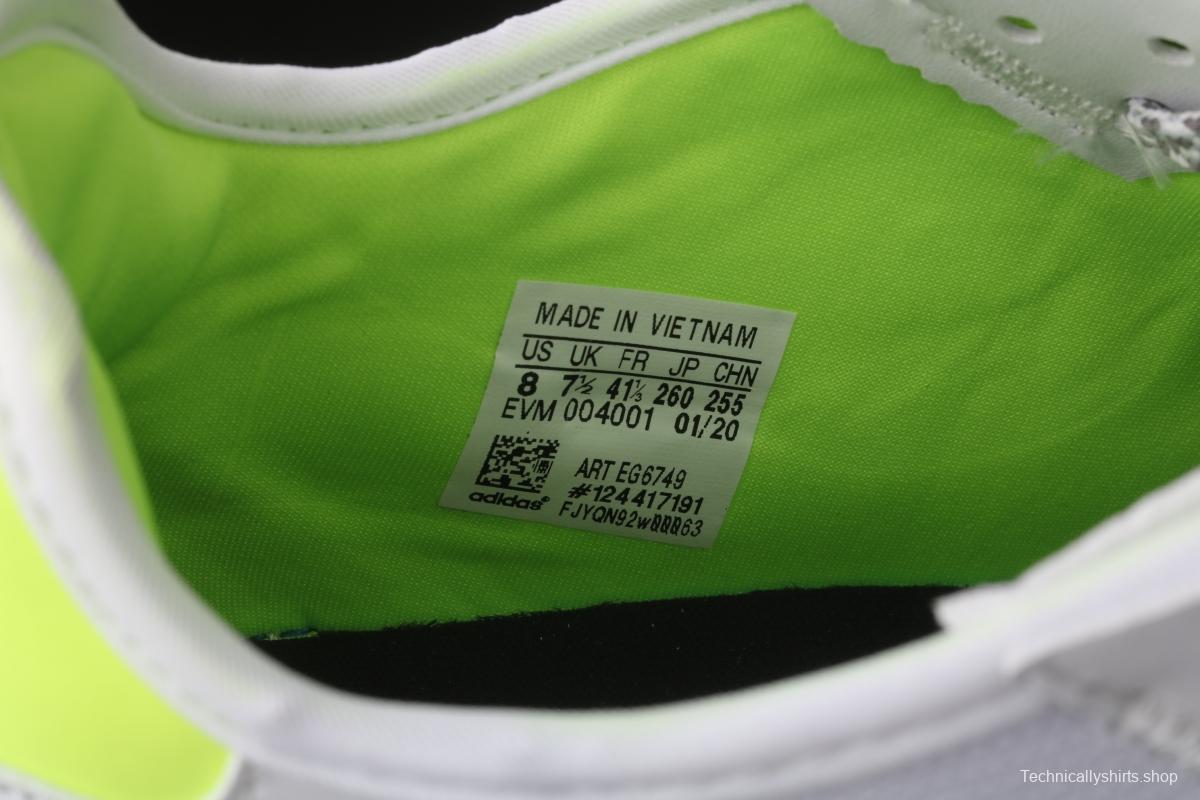 MADE IN VIETNAM
US UK FR JP CHN
8 7½ 41⅓ 260 255
EVM 004001 01/20
ART EG6749
#124417191
adidas®
Technicallyshirts.shop